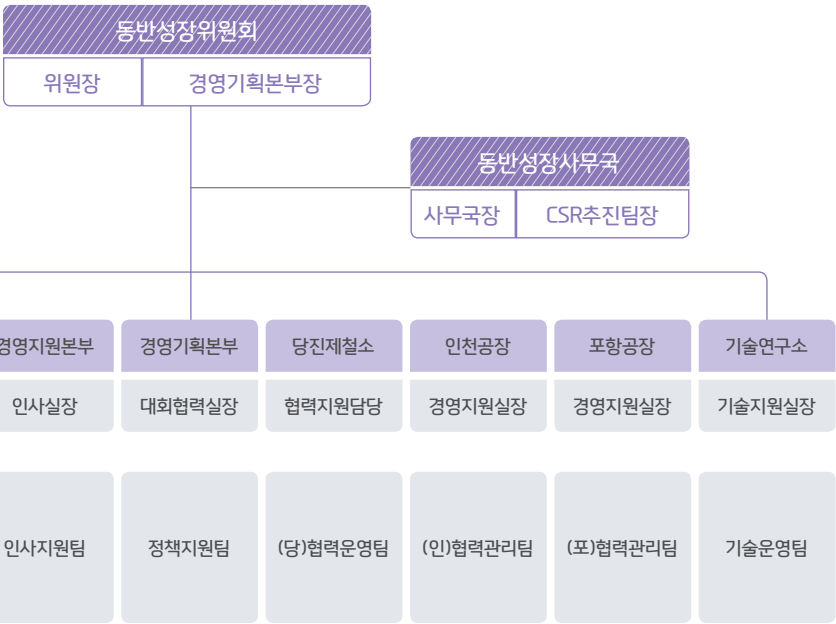 동반성장위원회
위원장 경영기획본부장
동반성장사무국
사무국장 CSR추진팀장
경영지원본부 경영기획본부 당진제철소 인천공장 포항공장 기술연구소
인사실장 대회협력실장 협력지원담당 경영지원실장 경영지원실장 기술지원실장
인사지원팀 정책지원팀 (당)협력운영팀 (인)협력관리팀 (포)협력관리팀 기술운영팀